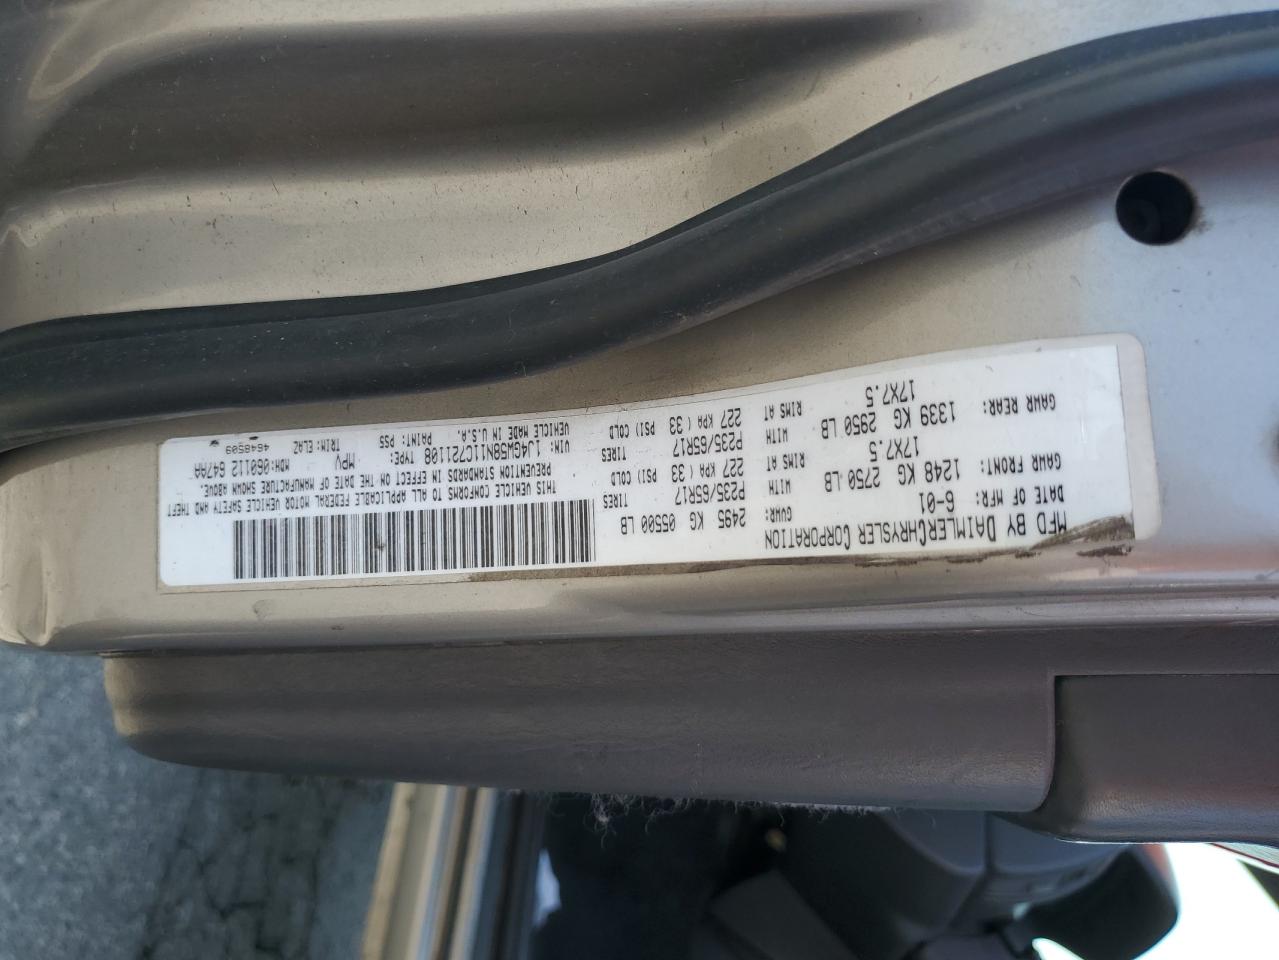 MFD BY DAIMLERCHRYSLER CORPORATION
DATE OF MFR: 6-01 GVWR: 2495 KG 05500 LB
GAWR FRONT: 1248 KG 2750 LB WITH P235/65R17 TIRES
17X7.5 RIMS AT 227 KPA ( 33 PSI) COLD
GAWR REAR: 1339 KG 2950 LB WITH P235/65R17 TIRES
17X7.5 RIMS AT 227 KPA ( 33 PSI) COLD
THIS VEHICLE CONFORMS TO ALL APPLICABLE FEDERAL MOTOR VEHICLE SAFETY AND THEFT
PREVENTION STANDARDS IN EFFECT ON THE DATE OF MANUFACTURE SHOWN ABOVE.
VIN: 1J4GW58N11C721108 TYPE: MPV MDH:060112 647AA
VEHICLE MADE IN U.S.A. PAINT: PS5 TRIM: ELAZ 4648509